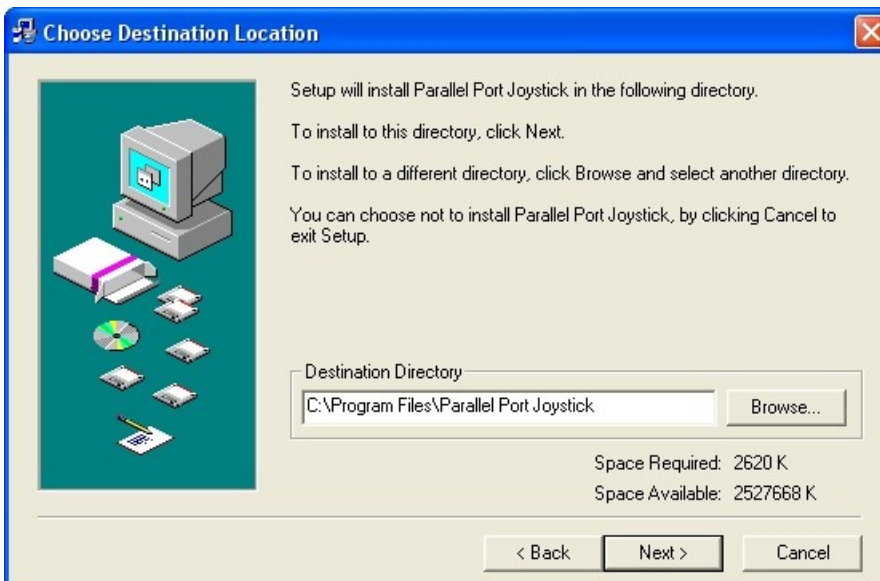 Choose Destination Location
Setup will install Parallel Port Joystick in the following directory.
To install to this directory, click Next.
To install to a different directory, click Browse and select another directory.
You can choose not to install Parallel Port Joystick, by clicking Cancel to
exit Setup.
Destination Directory
C:\Program Files\Parallel Port Joystick
Browse...
Space Required: 2620 K
Space Available: 2527668 K
< Back
Next >
Cancel